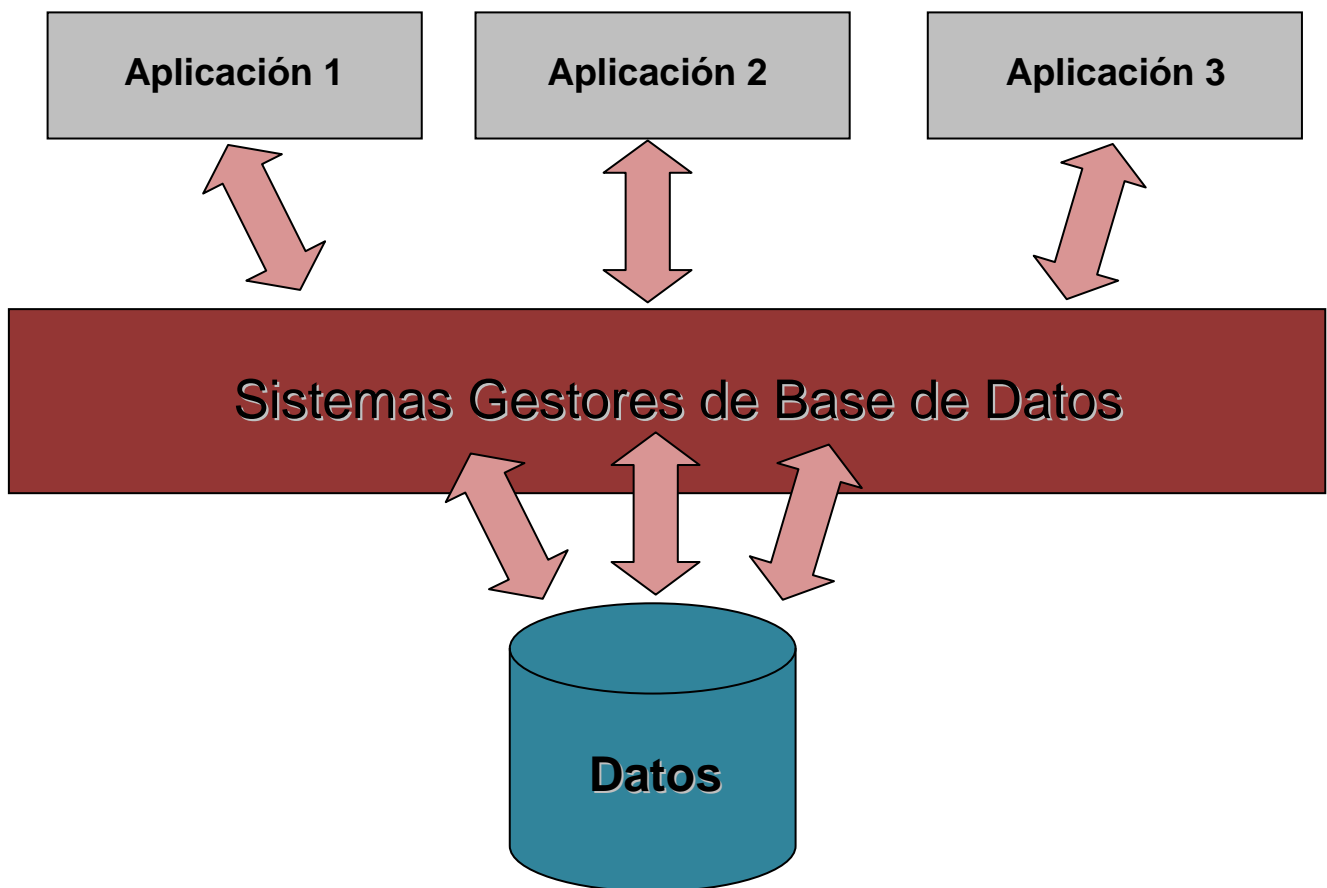 Aplicación 1
Aplicación 2
Aplicación 3
Sistemas Gestores de Base de Datos
Datos